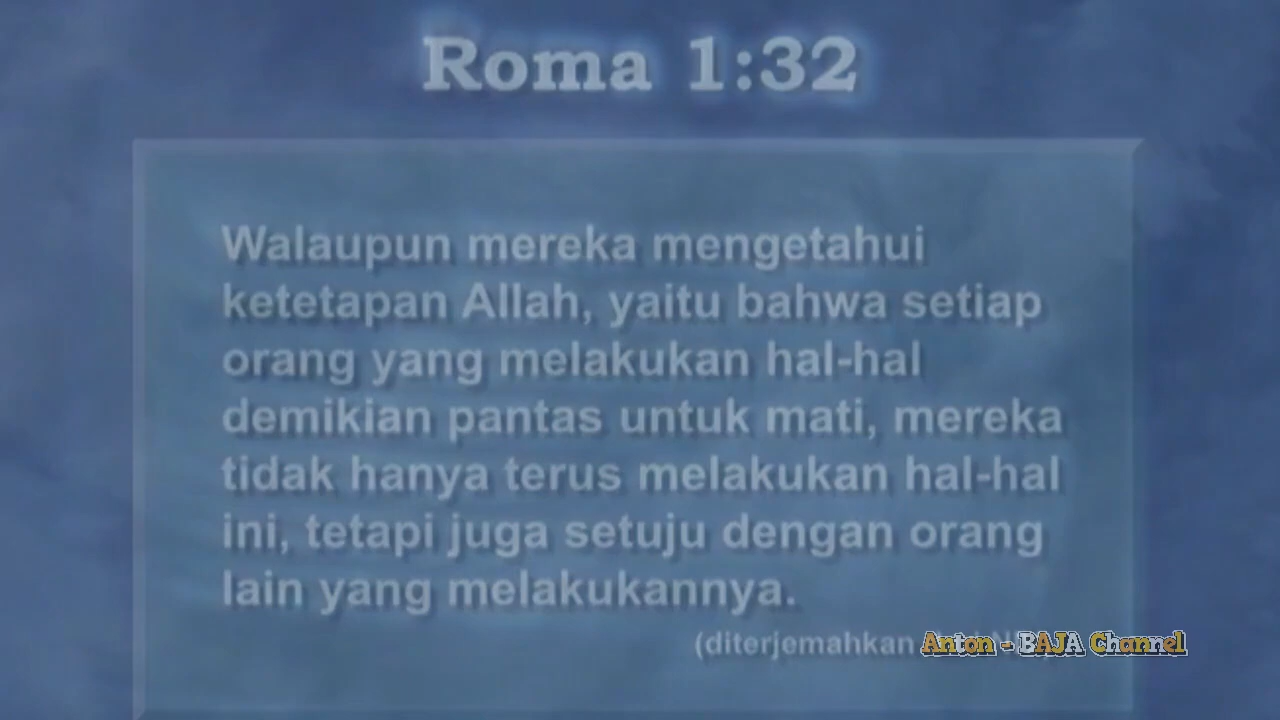 Roma 1:32
Walaupun mereka mengetahui
ketetapan Allah, yaitu bahwa setiap
orang yang melakukan hal-hal
demikian pantas untuk mati, mereka
tidak hanya terus melakukan hal-hal
ini, tetapi juga setuju dengan orang
lain yang melakukannya.
(diterjemahkan
Anton - BAJA Channel